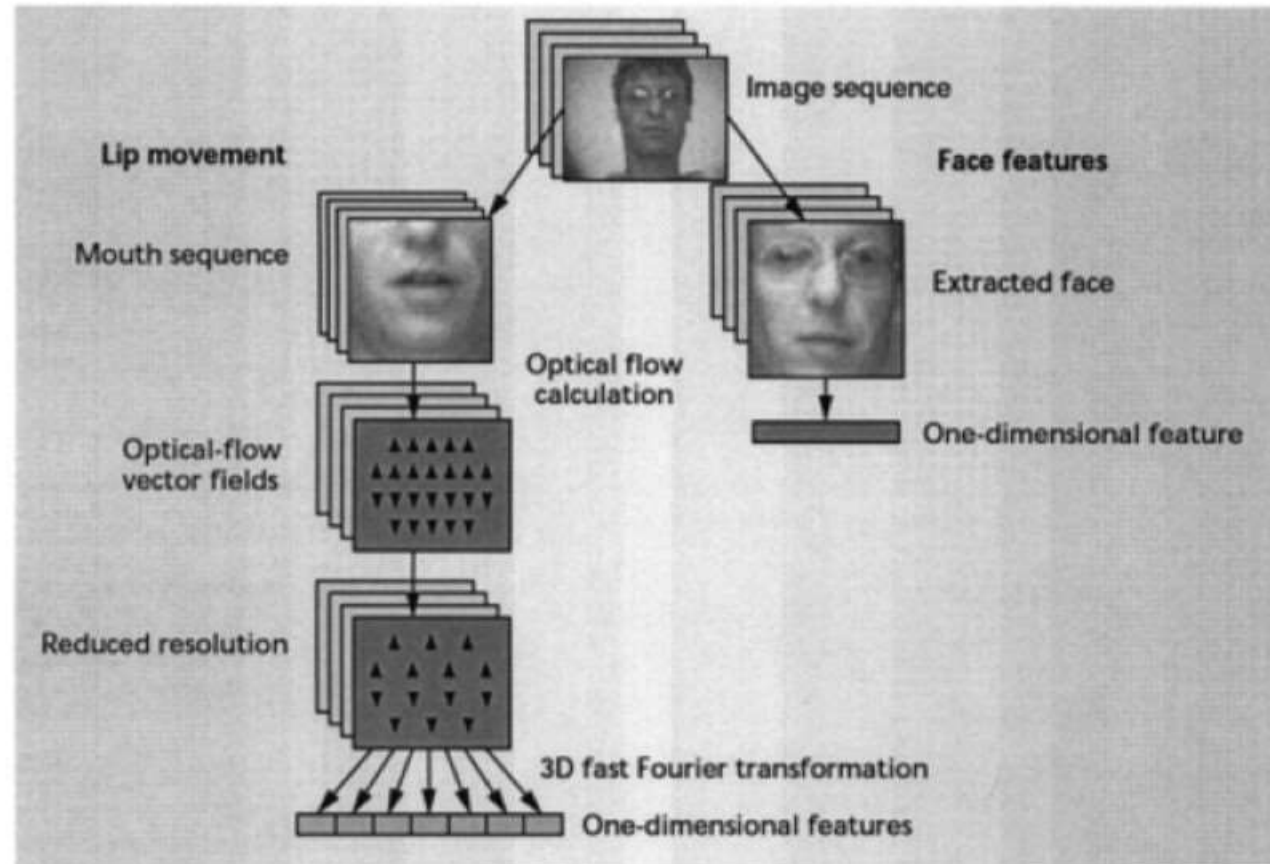 Image sequence
Lip movement
Face features
Mouth sequence
Extracted face
Optical flow
calculation
One-dimensional feature
Optical-flow
vector fields
Reduced resolution
3D fast Fourier transformation
One-dimensional features